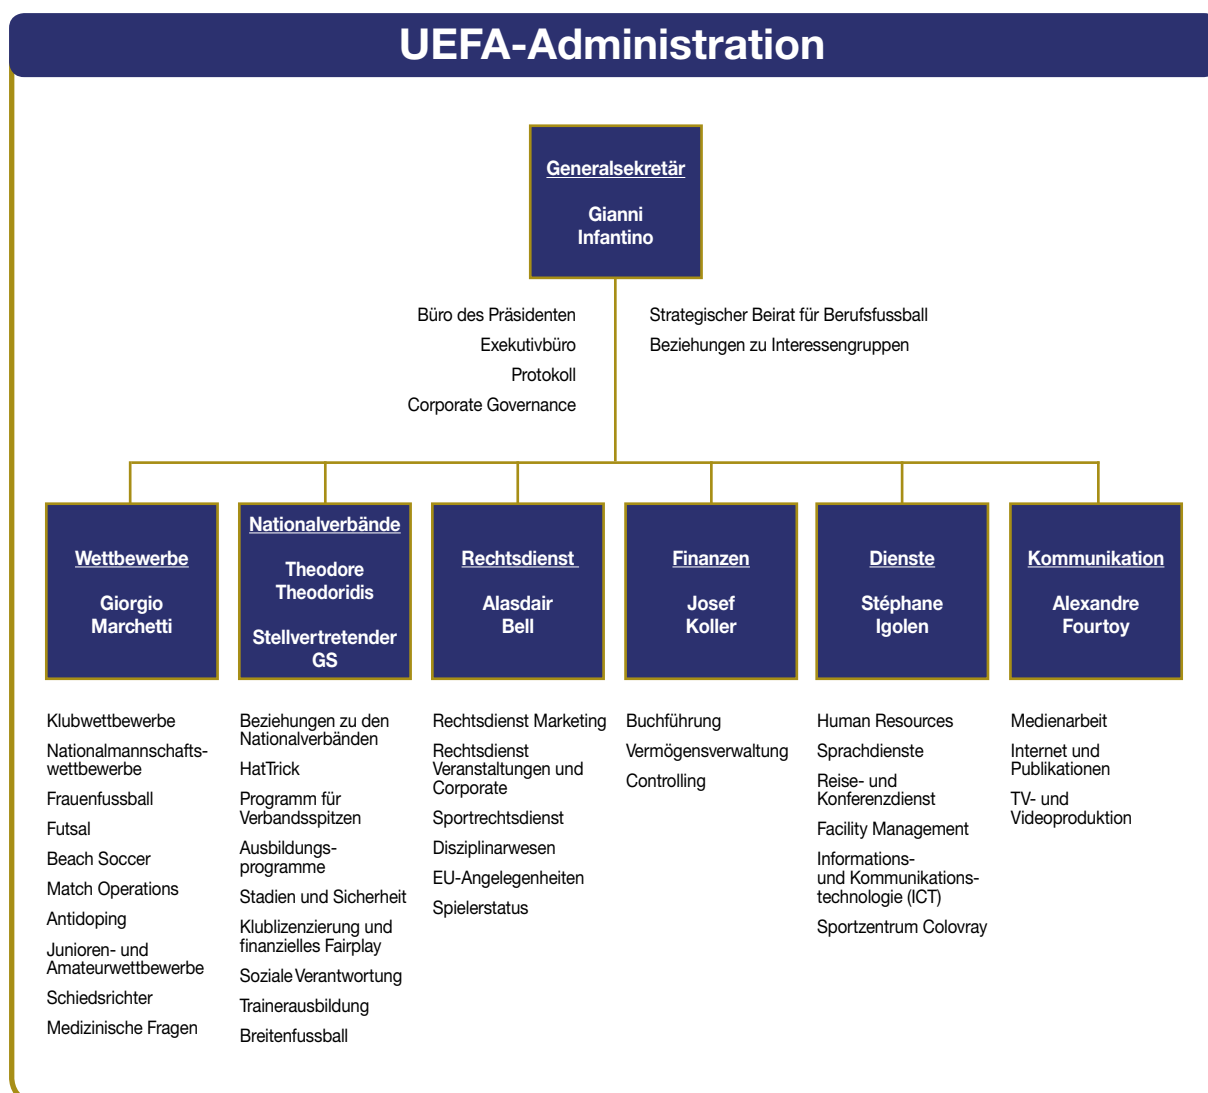 UEFA-Administration
Generalsekretär
Gianni
Infantino
Büro des Präsidenten
Exekutivbüro
Protokoll
Corporate Governance
Strategischer Beirat für Berufsfussball
Beziehungen zu Interessengruppen
Wettbewerbe
Giorgio
Marchetti
Klubwettbewerbe
Nationalmannschafts-
wettbewerbe
Frauenfussball
Futsal
Beach Soccer
Match Operations
Antidoping
Junioren- und
Amateurwettbewerbe
Schiedsrichter
Medizinische Fragen
Nationalverbände
Theodore
Theodoridis
Stellvertretender
GS
Beziehungen zu den
Nationalverbänden
HatTrick
Programm für
Verbandsspitzen
Ausbildungs-
programme
Stadien und Sicherheit
Klublizenzierung und
finanzielles Fairplay
Soziale Verantwortung
Trainerausbildung
Breitenfussball
Rechtsdienst
Alasdair
Bell
Rechtsdienst Marketing
Rechtsdienst
Veranstaltungen und
Corporate
Sportrechtsdienst
Disziplinarwesen
EU-Angelegenheiten
Spielerstatus
Finanzen
Josef
Koller
Buchführung
Vermögensverwaltung
Controlling
Dienste
Stéphane
Igolen
Human Resources
Sprachdienste
Reise- und
Konferenzdienst
Facility Management
Informations-
und Kommunikations-
technologie (ICT)
Sportzentrum Colovray
Kommunikation
Alexandre
Fourtoy
Medienarbeit
Internet und
Publikationen
TV- und
Videoproduktion